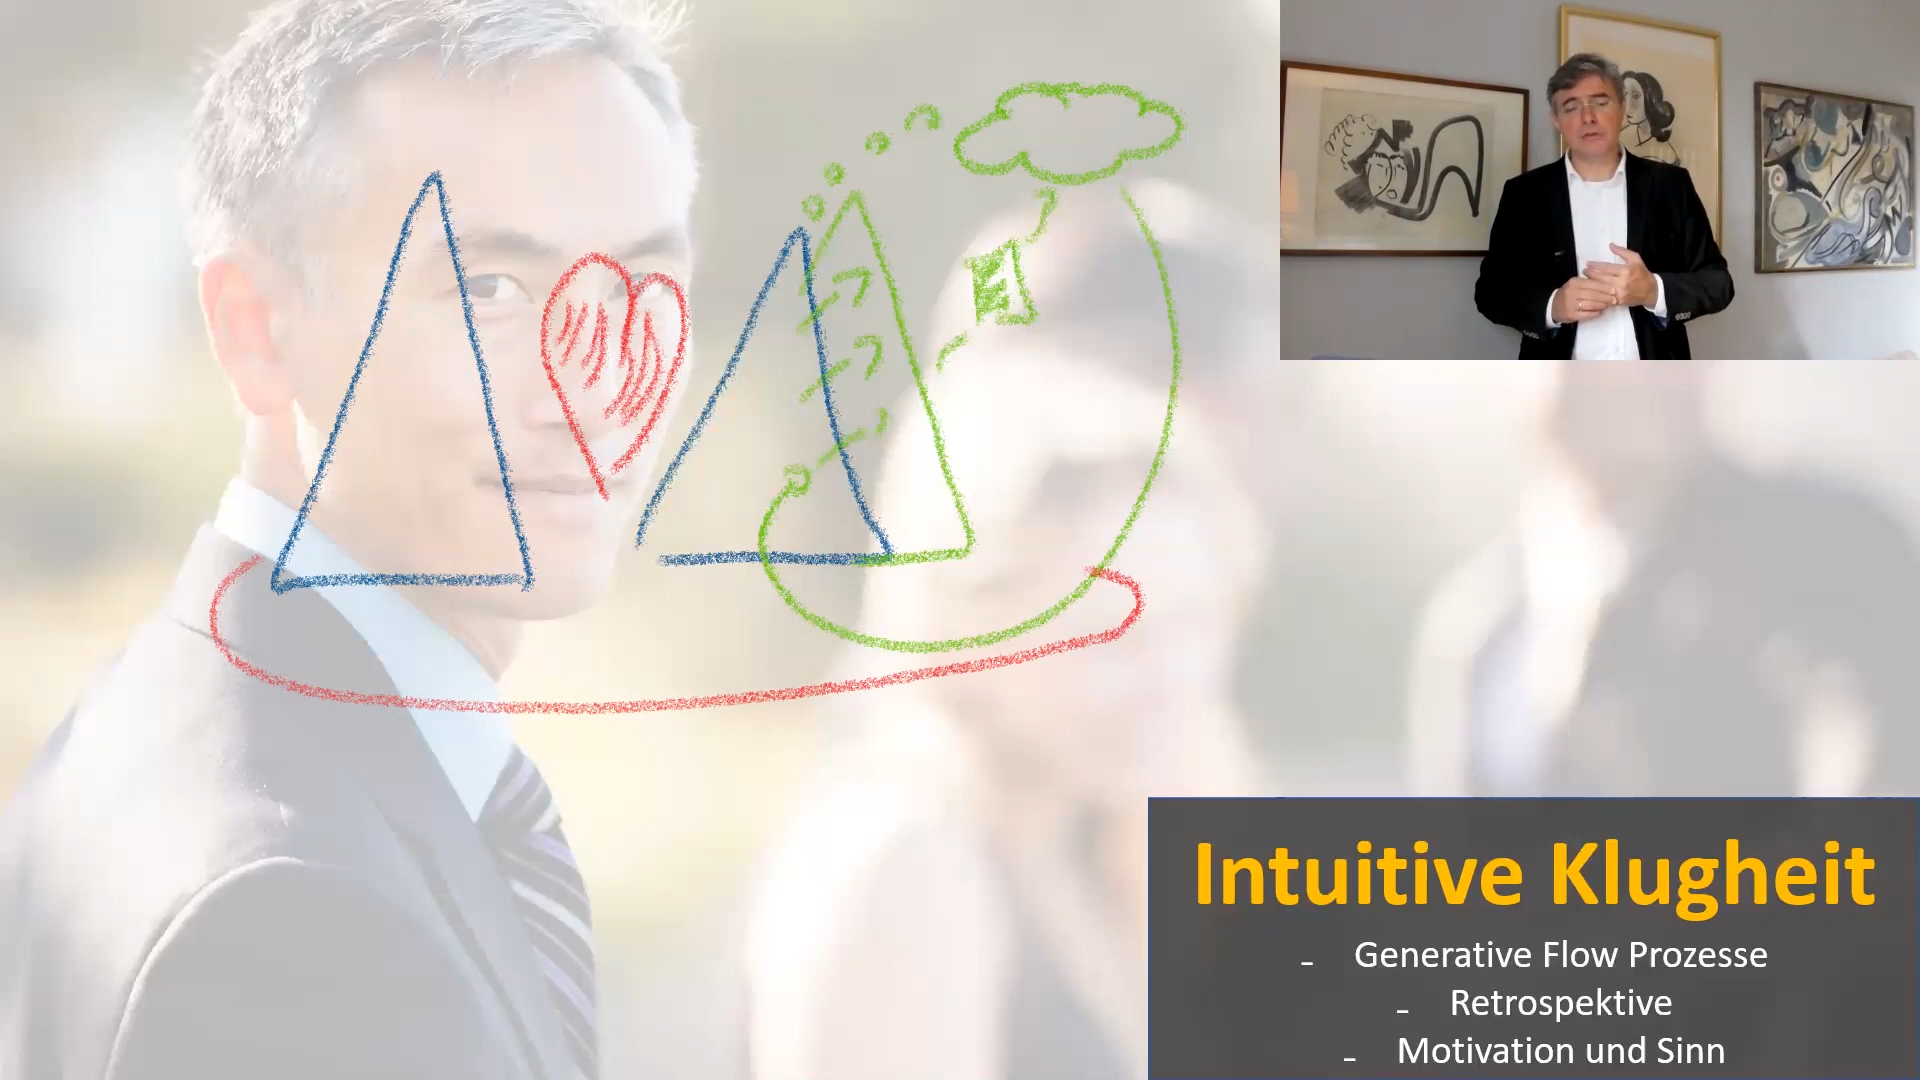 Intuitive Klugheit
- Generative Flow Prozesse
- Retrospektive
- Motivation und Sinn